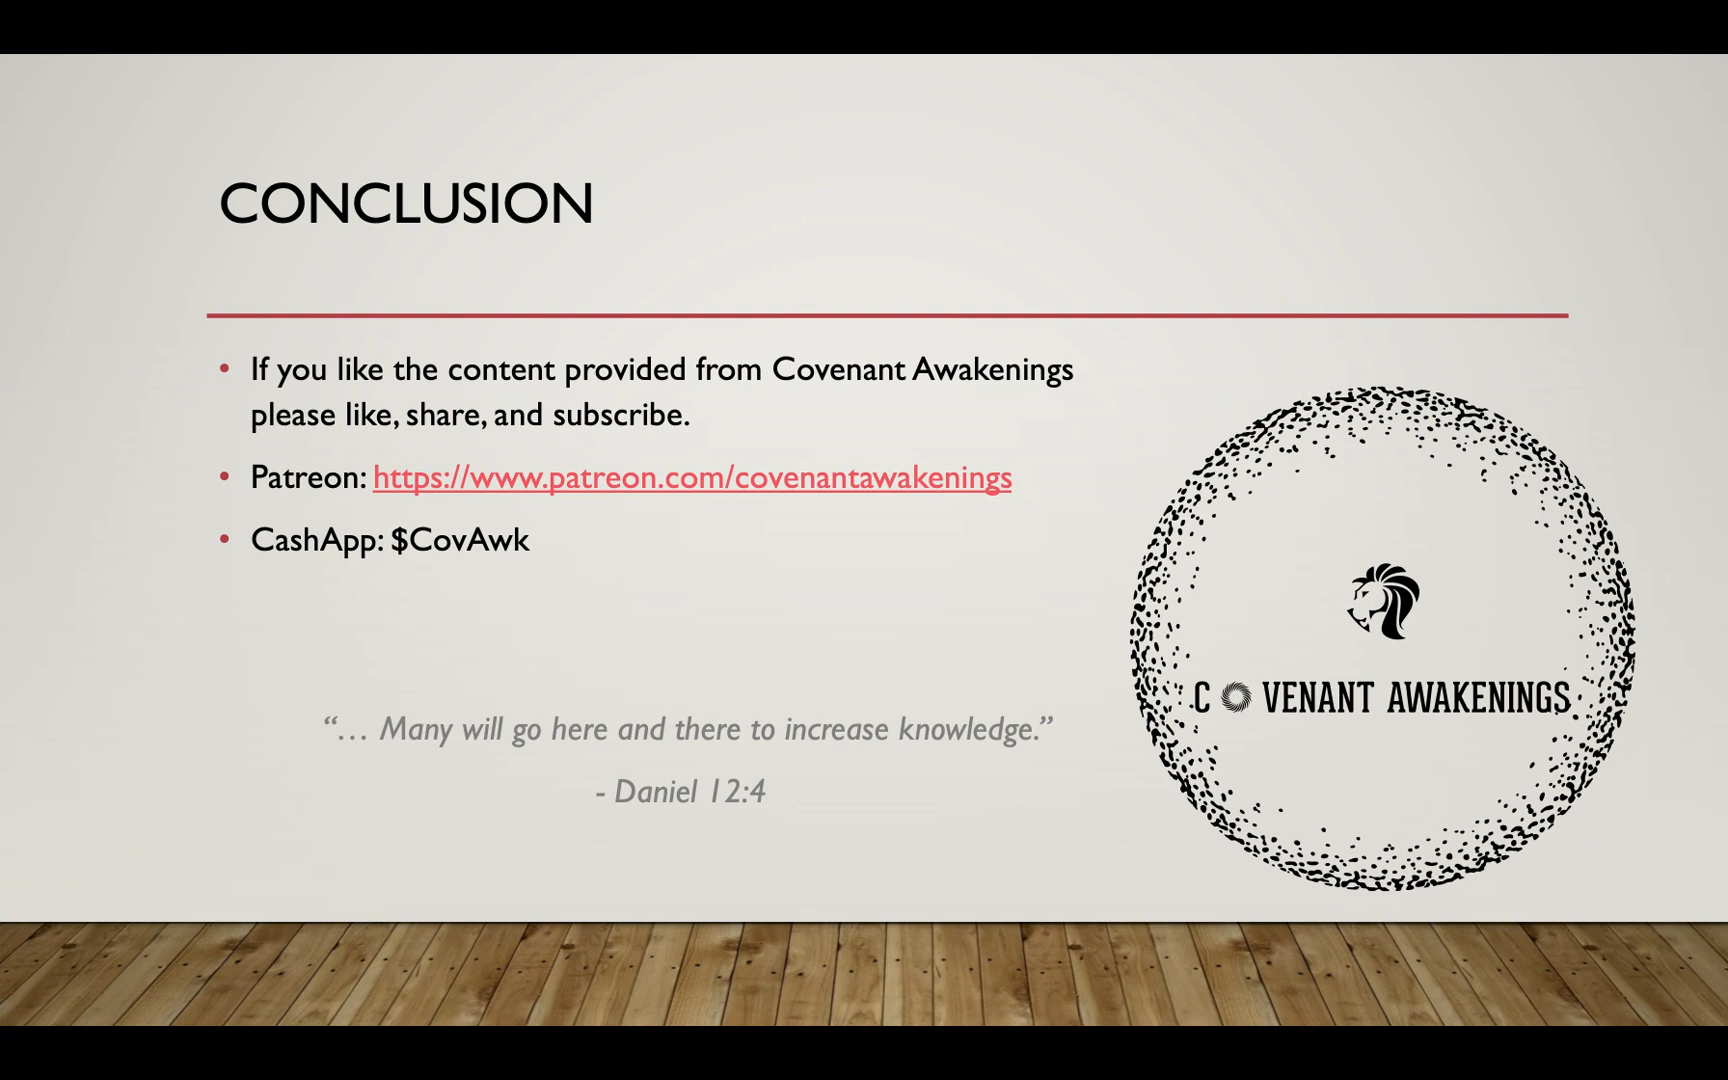 CONCLUSION
• If you like the content provided from Covenant Awakenings
please like, share, and subscribe.
• Patreon: https://www.patreon.com/covenantawakenings
• CashApp: $CovAwk
“… Many will go here and there to increase knowledge.”
- Daniel 12:4
COVENANT AWAKENINGS